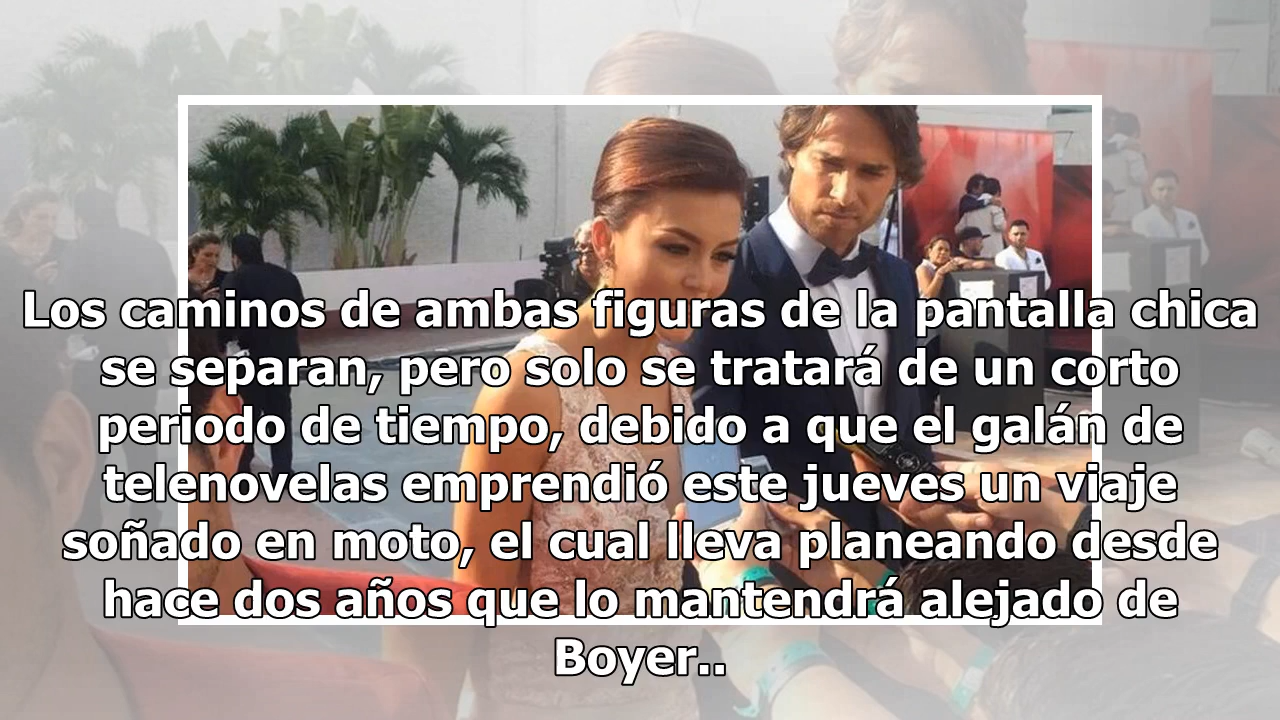 Los caminos de ambas figuras de la pantalla chica
se separan, pero solo se tratará de un corto
periodo de tiempo, debido a que el galán de
telenovelas emprendió este jueves un viaje
soñado en moto, el cual lleva planeando desde
hace dos años que lo mantendrá alejado de
Boyer..